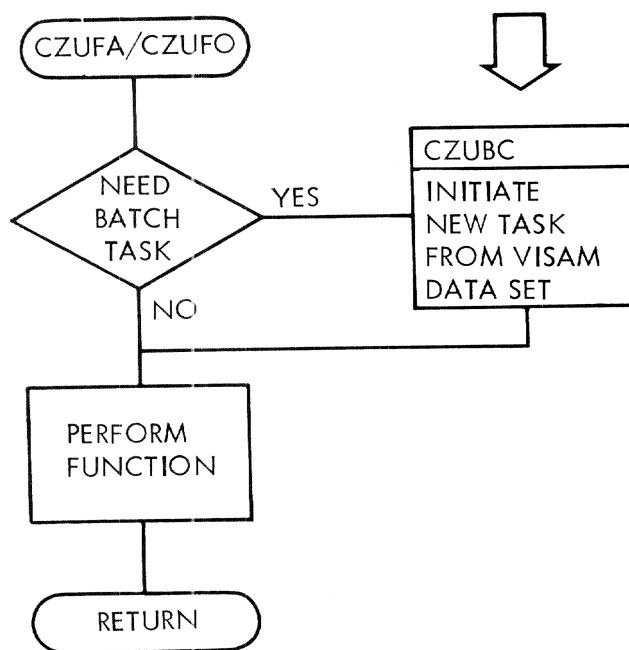 CZUFA/CZUFO
NEED
BATCH
TASK
YES
NO
CZUBC
INITIATE
NEW TASK
FROM VISAM
DATA SET
PERFORM
FUNCTION
RETURN